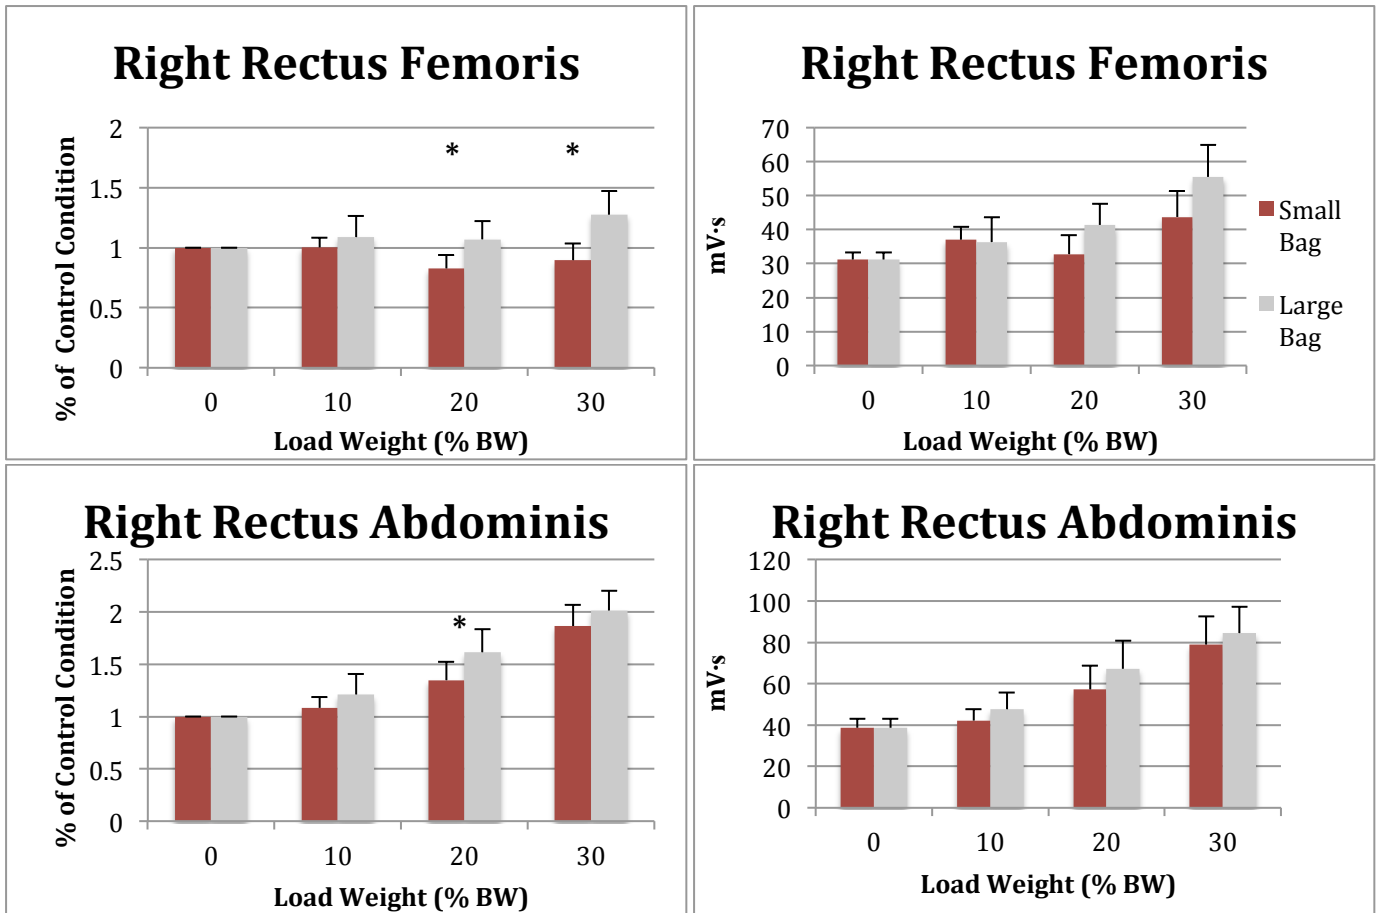 Right Rectus Femoris
% of Control Condition
2
1.5
1
0.5
0
*
*
0
10
20
30
Load Weight (% BW)
Right Rectus Femoris
mV·s
70
60
50
40
30
20
10
0
0
10
20
30
Load Weight (% BW)
Small
Bag
Large
Bag
Right Rectus Abdominis
% of Control Condition
2.5
2
1.5
1
0.5
0
*
0
10
20
30
Load Weight (% BW)
Right Rectus Abdominis
mV·s
120
100
80
60
40
20
0
0
10
20
30
Load Weight (% BW)